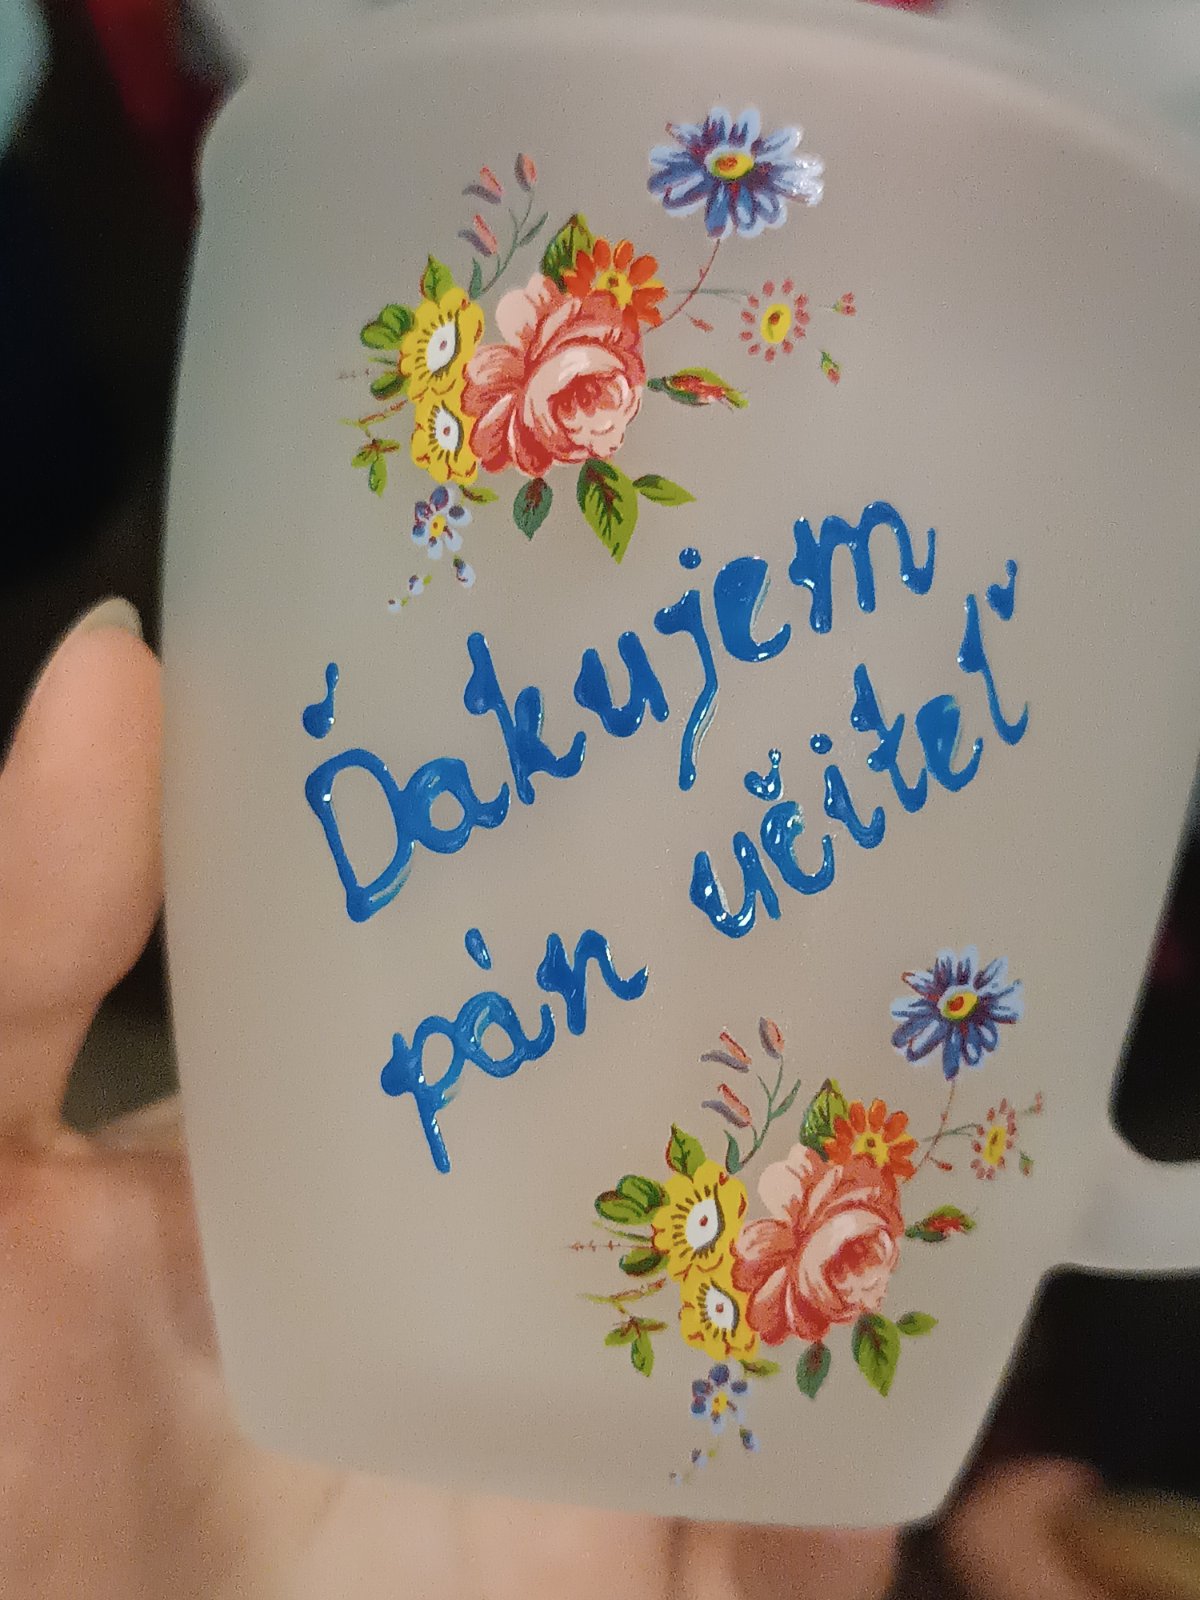 Ďakujem
pán učiteľ